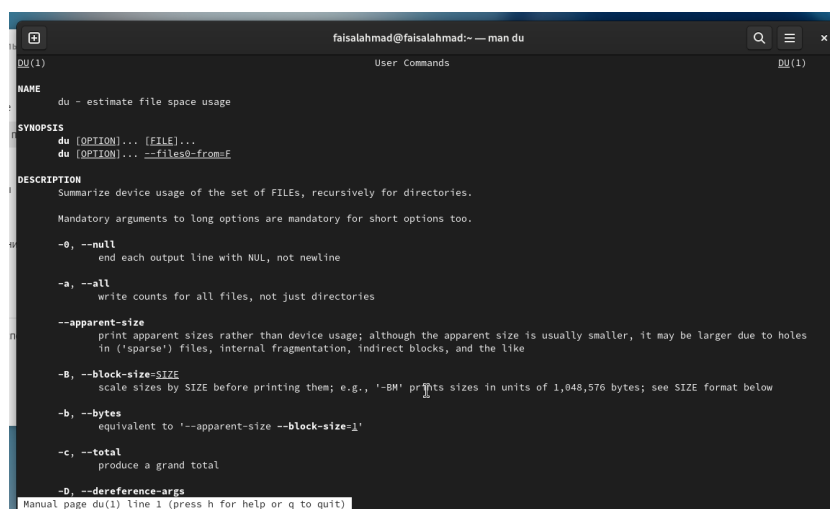 faisalahmad@faisalahmad:~ — man du
DU(1) User Commands DU(1)
NAME
du - estimate file space usage
SYNOPSIS
du [OPTION]... [FILE]...
du [OPTION]... --files0-from=F
DESCRIPTION
Summarize device usage of the set of FILEs, recursively for directories.
Mandatory arguments to long options are mandatory for short options too.
-0, --null
end each output line with NUL, not newline
-a, --all
write counts for all files, not just directories
--apparent-size
print apparent sizes rather than device usage; although the apparent size is usually smaller, it may be larger due to holes
in ('sparse') files, internal fragmentation, indirect blocks, and the like
-B, --block-size=SIZE
scale sizes by SIZE before printing them; e.g., '-BM' prints sizes in units of 1,048,576 bytes; see SIZE format below
-b, --bytes
equivalent to '--apparent-size --block-size=1'
-c, --total
produce a grand total
-D, --dereference-args
Manual page du(1) line 1 (press h for help or q to quit)